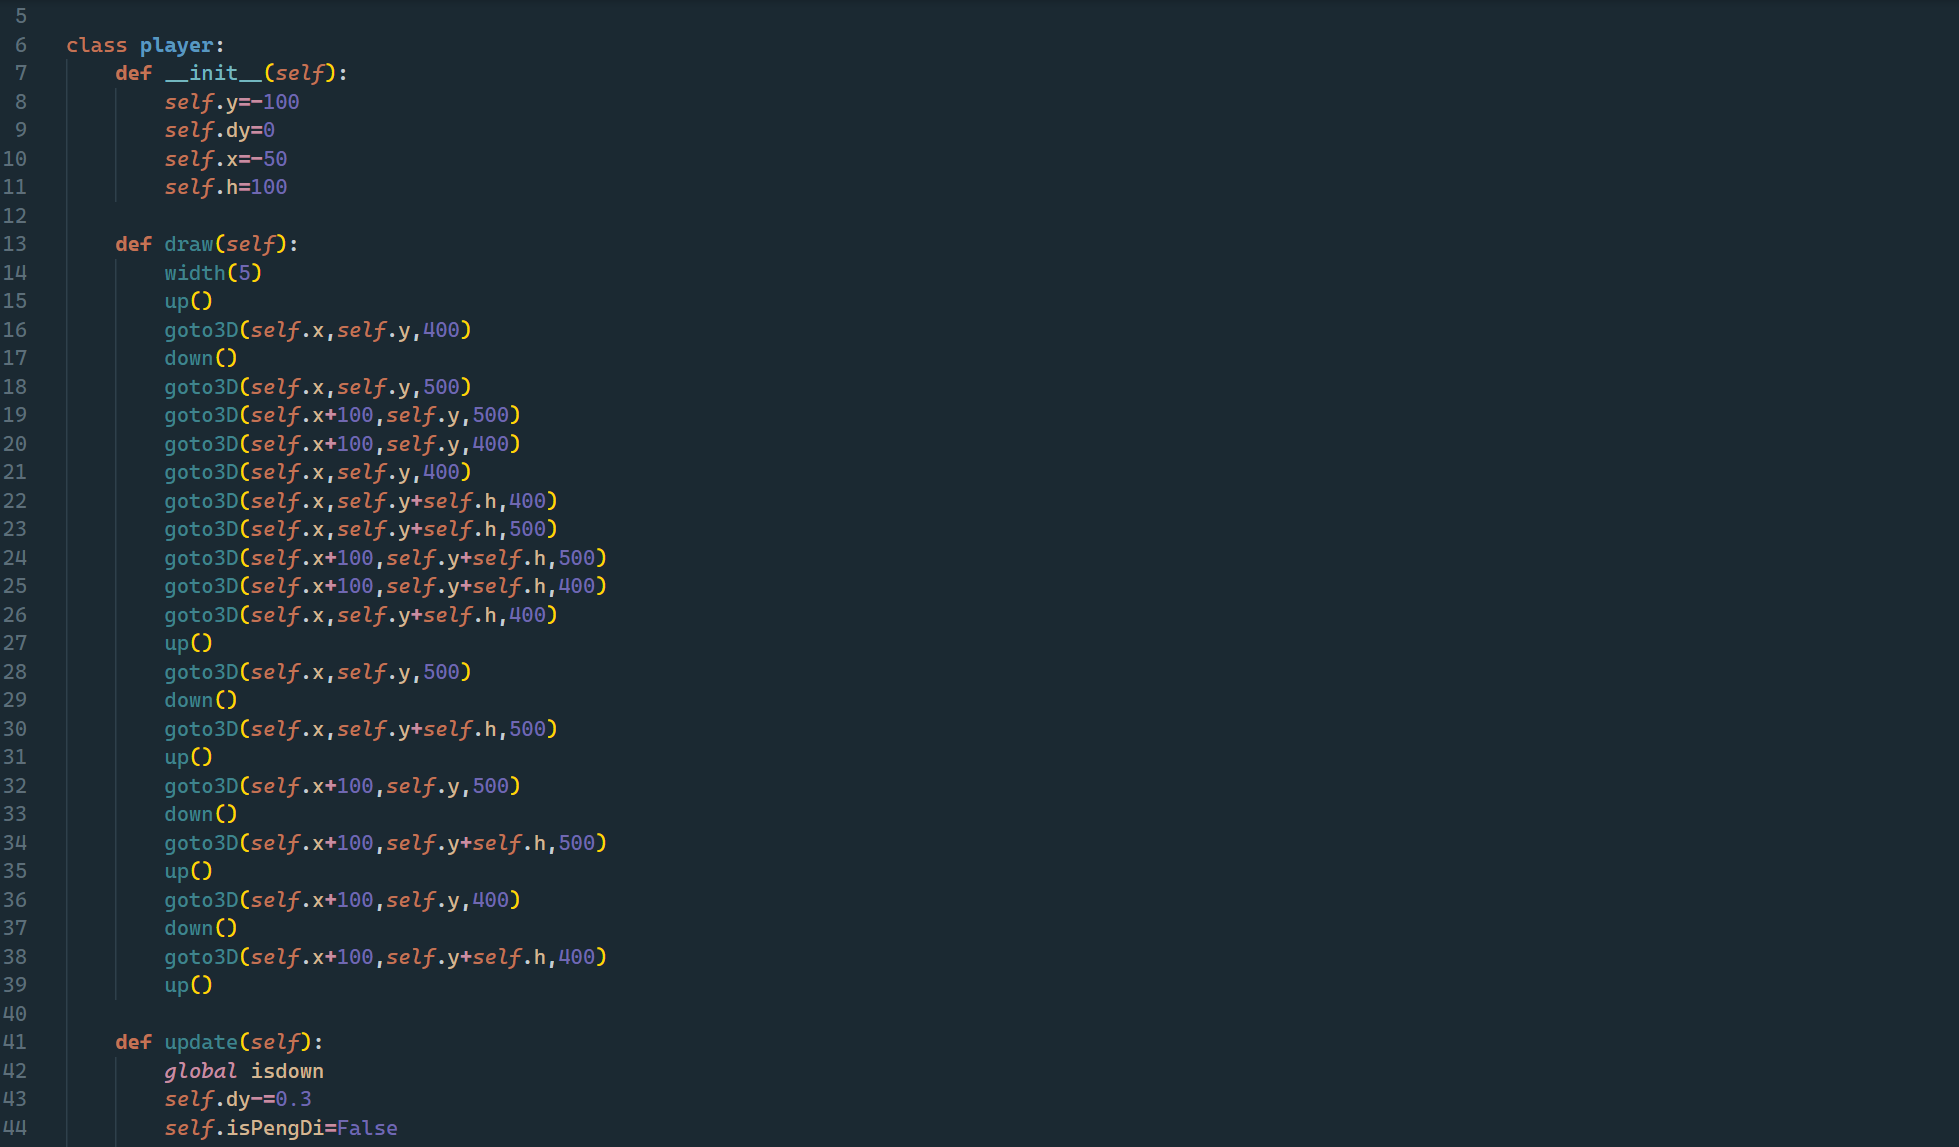 5
6 class player:
7     def __init__(self):
8         self.y=-100
9         self.dy=0
10         self.x=-50
11         self.h=100
12
13     def draw(self):
14         width(5)
15         up()
16         goto3D(self.x,self.y,400)
17         down()
18         goto3D(self.x,self.y,500)
19         goto3D(self.x+100,self.y,500)
20         goto3D(self.x+100,self.y,400)
21         goto3D(self.x,self.y,400)
22         goto3D(self.x,self.y+self.h,400)
23         goto3D(self.x,self.y+self.h,500)
24         goto3D(self.x+100,self.y+self.h,500)
25         goto3D(self.x+100,self.y+self.h,400)
26         goto3D(self.x,self.y+self.h,400)
27         up()
28         goto3D(self.x,self.y,500)
29         down()
30         goto3D(self.x,self.y+self.h,500)
31         up()
32         goto3D(self.x+100,self.y,500)
33         down()
34         goto3D(self.x+100,self.y+self.h,500)
35         up()
36         goto3D(self.x+100,self.y,400)
37         down()
38         goto3D(self.x+100,self.y+self.h,400)
39         up()
40
41     def update(self):
42         global isdown
43         self.dy-=0.3
44         self.isPengDi=False